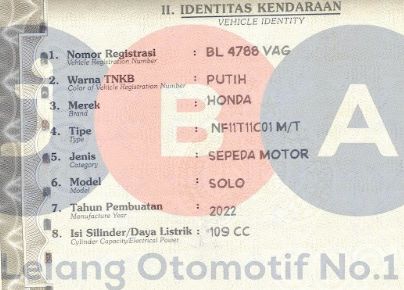 II. IDENTITAS KENDARAAN
VEHICLE IDENTITY
1. Nomor Registrasi : BL 4788 VAG
Vehicle Registration Number
2. Warna TNKB : PUTIH
Color of Vehicle Registration Number
3. Merek : HONDA
Brand
4. Tipe : NF11T11C01 M/T
Type
5. Jenis : SEPEDA MOTOR
Category
6. Model : SOLO
Model
7. Tahun Pembuatan : 2022
Manufacture Year
8. Isi Silinder/Daya Listrik : 109 CC
Cylinder Capacity/Electrical Power
B A
Lelang Otomotif No.1